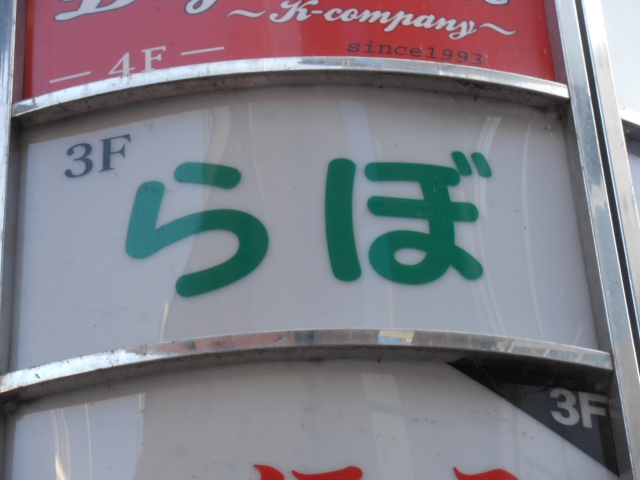 〜K-company〜
since1993
— 4F —
3F
らぼ
3F